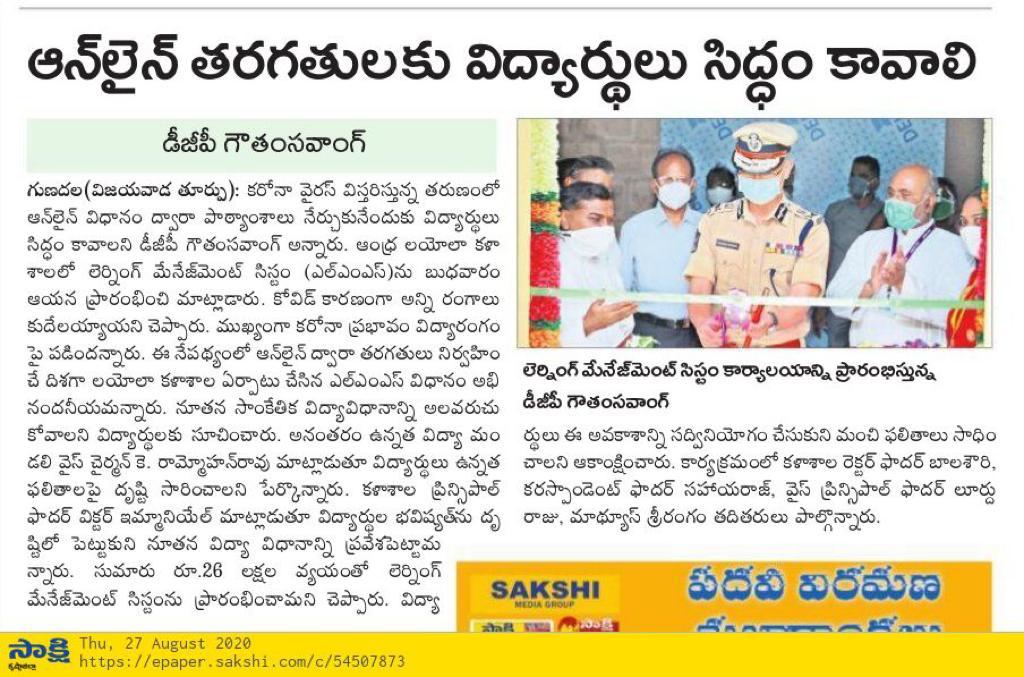 ఆన్‌లైన్ తరగతులకు విద్యార్థులు సిద్ధం కావాలి
డీజీపీ గౌతంసవాంగ్
గుణదల(విజయవాడ తూర్పు): కరోనా వైరస్ విస్తరిస్తున్న తరుణంలో
ఆన్‌లైన్ విధానం ద్వారా పాఠ్యాంశాలు నేర్చుకునేందుకు విద్యార్థులు
సిద్ధం కావాలని డీజీపీ గౌతంసవాంగ్ అన్నారు. ఆంధ్ర లయోలా కళా
శాలలో లెర్నింగ్ మేనేజ్‌మెంట్ సిస్టం (ఎల్ఎంఎస్)ను బుధవారం
ఆయన ప్రారంభించి మాట్లాడారు. కోవిడ్ కారణంగా అన్ని రంగాలు
కుదేలయ్యాయని చెప్పారు. ముఖ్యంగా కరోనా ప్రభావం విద్యారంగం
పై పడిందన్నారు. ఈ నేపథ్యంలో ఆన్‌లైన్ ద్వారా తరగతులు నిర్వహిం
చే దిశగా లయోలా కళాశాల ఏర్పాటు చేసిన ఎల్ఎంఎస్ విధానం అభి
నందనీయమన్నారు. నూతన సాంకేతిక విద్యావిధానాన్ని అలవరుచు
కోవాలని విద్యార్థులకు సూచించారు. అనంతరం ఉన్నత విద్యా మం
డలి వైస్ చైర్మన్ కె. రామ్మోహన్‌రావు మాట్లాడుతూ విద్యార్థులు ఉన్నత
ఫలితాలపై దృష్టి సారించాలని పేర్కొన్నారు. కళాశాల ప్రిన్సిపాల్
ఫాదర్ విక్టర్ ఇమ్మానియేల్ మాట్లాడుతూ విద్యార్థుల భవిష్యత్‌ను దృ
ష్టిలో పెట్టుకుని నూతన విద్యా విధానాన్ని ప్రవేశపెట్టామ
న్నారు. సుమారు రూ.26 లక్షల వ్యయంతో లెర్నింగ్
మేనేజ్‌మెంట్ సిస్టంను ప్రారంభించామని చెప్పారు. విద్యా
లెర్నింగ్ మేనేజ్‌మెంట్ సిస్టం కార్యాలయాన్ని ప్రారంభిస్తున్న
డీజీపీ గౌతంసవాంగ్
ర్థులు ఈ అవకాశాన్ని సద్వినియోగం చేసుకుని మంచి ఫలితాలు సాధిం
చాలని ఆకాంక్షించారు. కార్యక్రమంలో కళాశాల రెక్టర్ ఫాదర్ బాలశౌరి,
కరస్పాండెంట్ ఫాదర్ సహాయరాజ్, వైస్ ప్రిన్సిపాల్ ఫాదర్ లూర్దు
రాజు, మాథ్యూస్ శ్రీరంగం తదితరులు పాల్గొన్నారు.
SAKSHI
MEDIA GROUP
పదవీ విరమణ
సాక్షి
కృష్ణాజిల్లా
Thu, 27 August 2020
https://epaper.sakshi.com/c/54507873